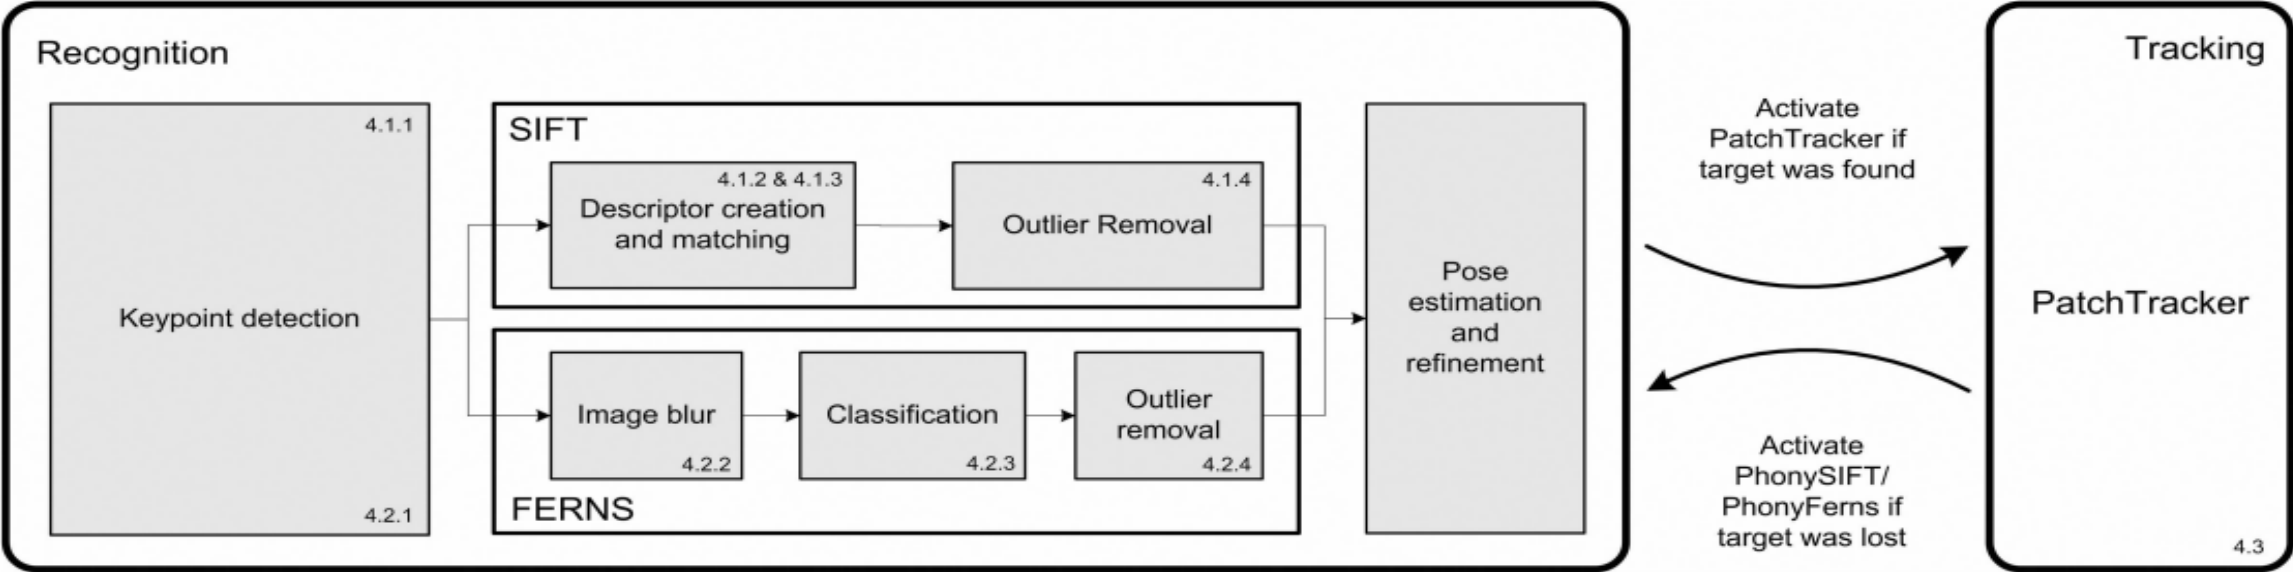 Recognition
4.1.1
Keypoint detection
4.2.1
SIFT
4.1.2 & 4.1.3
Descriptor creation
and matching
4.1.4
Outlier Removal
Image blur
4.2.2
Classification
4.2.3
Outlier
removal
4.2.4
FERNS
Pose
estimation
and
refinement
Activate
PatchTracker if
target was found
Activate
PhonySIFT/
PhonyFerns if
target was lost
Tracking
PatchTracker
4.3